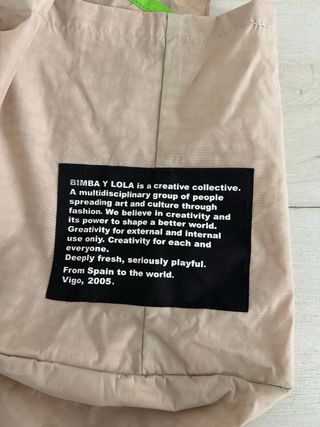 BIMBA Y LOLA is a creative collective.
A multidisciplinary group of people
spreading art and culture through
fashion. We believe in creativity and
its power to shape a better world.
Greativity for external and internal
use only. Creativity for each and
everyone.
Deeply fresh, seriously playful.
From Spain to the world.
Vigo, 2005.